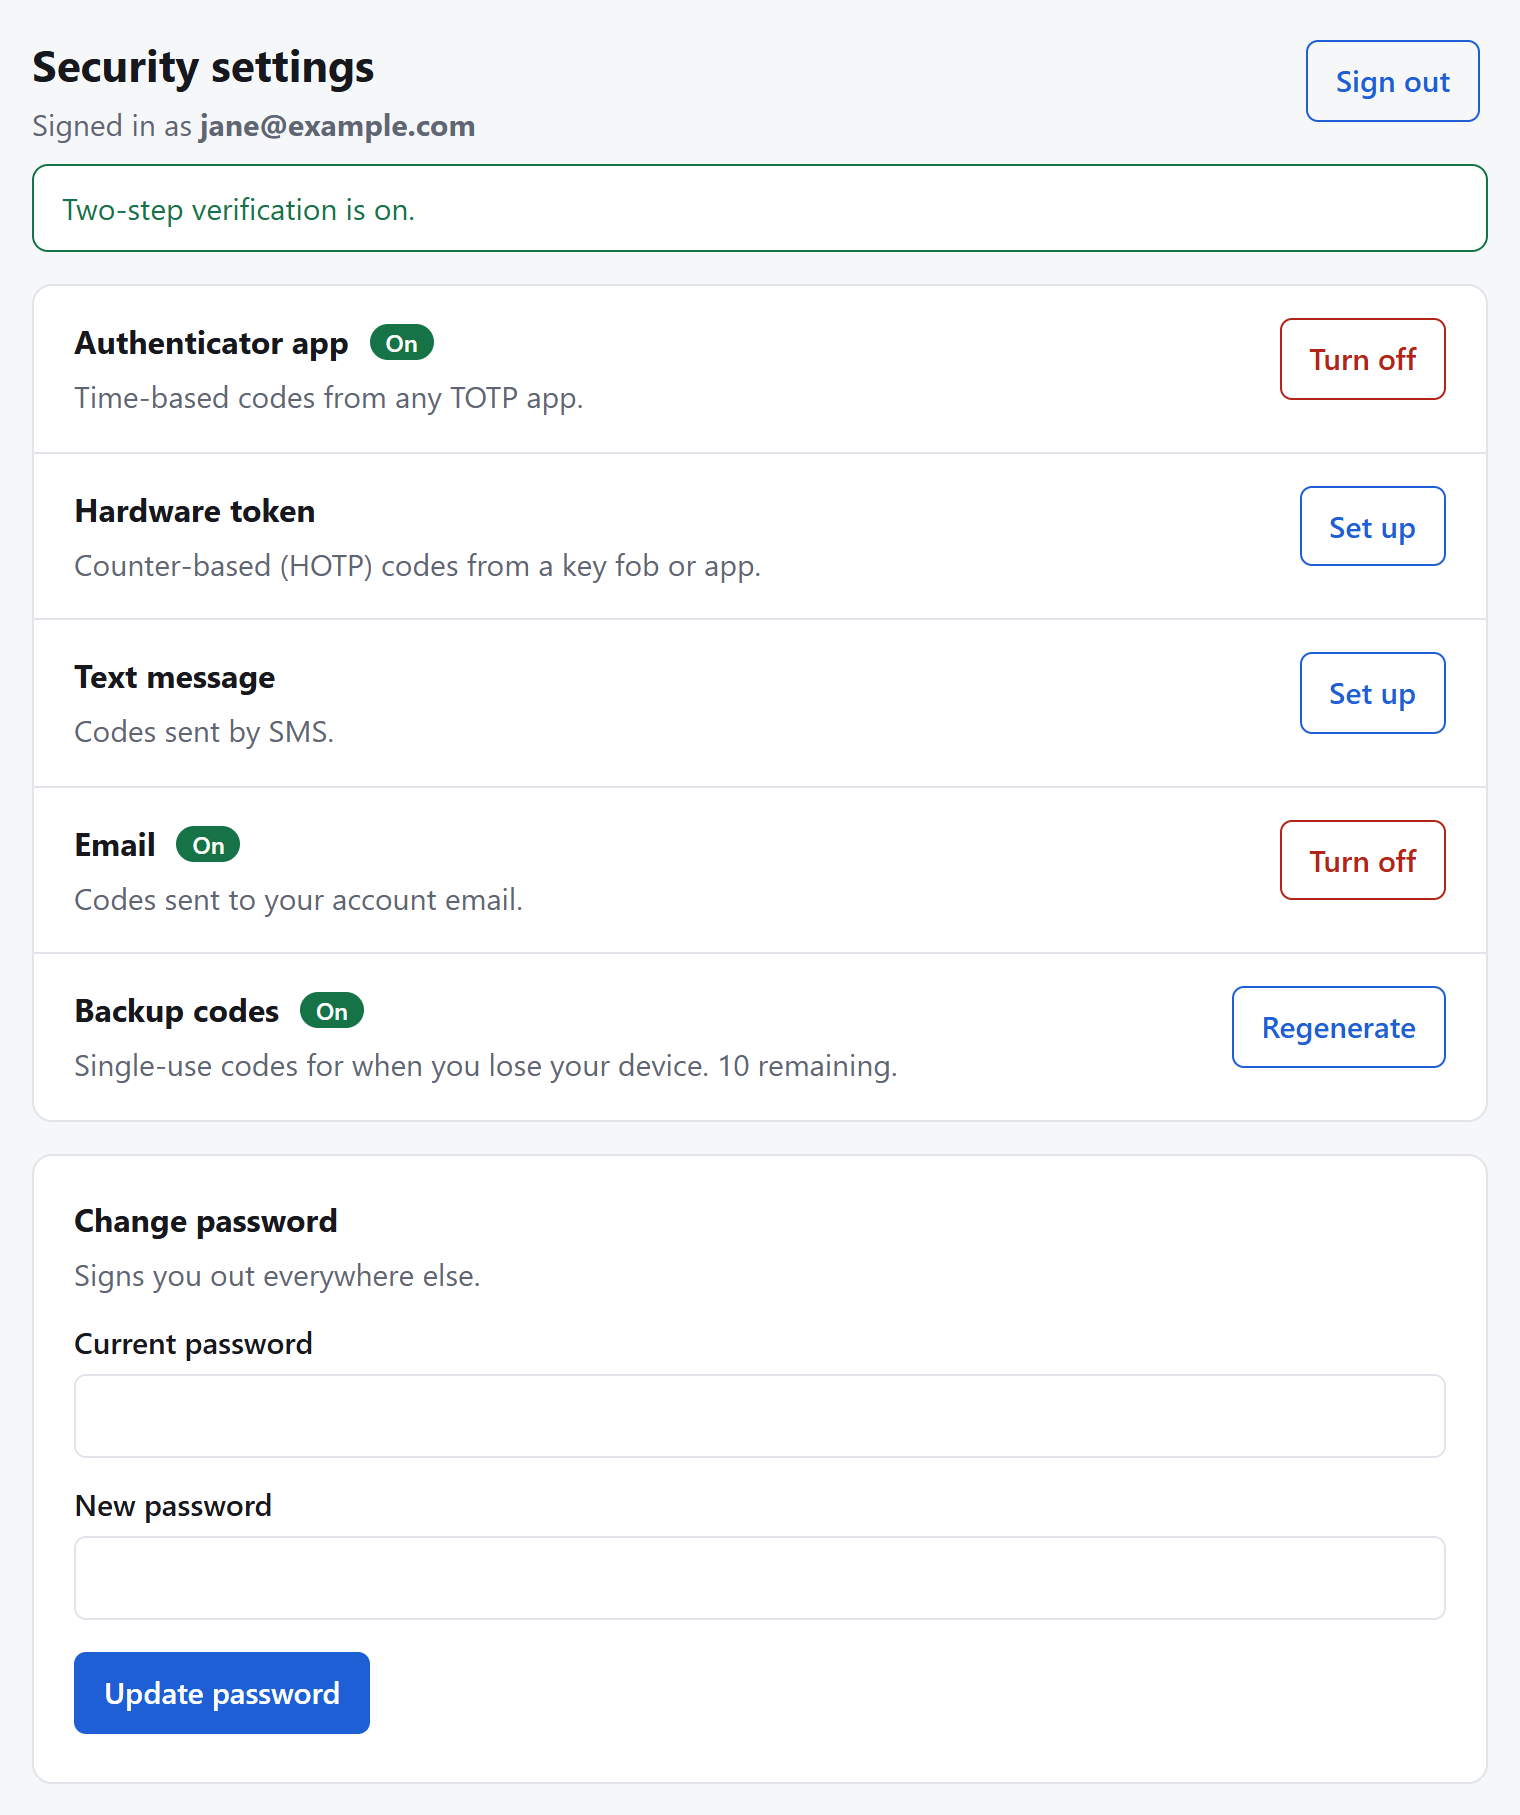 Security settings
Sign out
Signed in as jane@example.com
Two-step verification is on.
Authenticator app On
Turn off
Time-based codes from any TOTP app.
Hardware token
Set up
Counter-based (HOTP) codes from a key fob or app.
Text message
Set up
Codes sent by SMS.
Email On
Turn off
Codes sent to your account email.
Backup codes On
Regenerate
Single-use codes for when you lose your device. 10 remaining.
Change password
Signs you out everywhere else.
Current password
New password
Update password